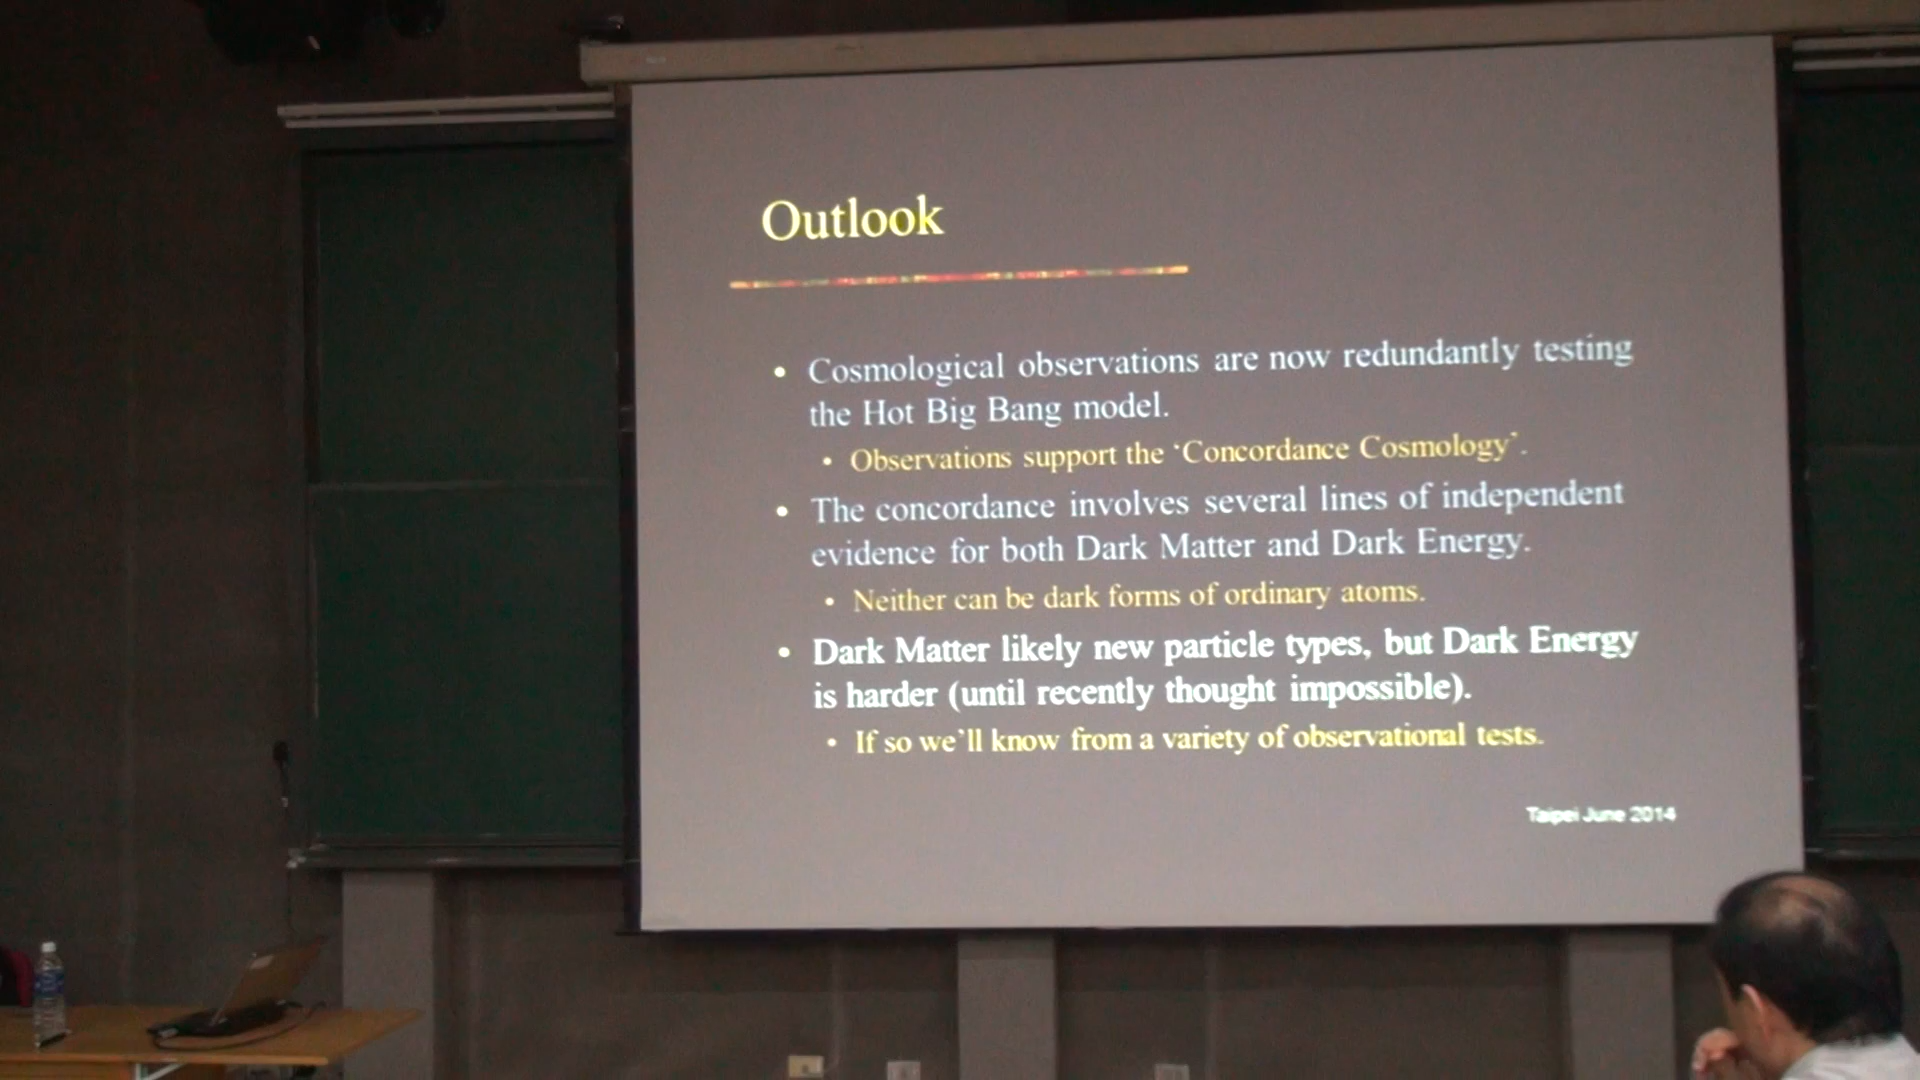 Outlook
• Cosmological observations are now redundantly testing
the Hot Big Bang model.
• Observations support the ‘Concordance Cosmology’.
• The concordance involves several lines of independent
evidence for both Dark Matter and Dark Energy.
• Neither can be dark forms of ordinary atoms.
• Dark Matter likely new particle types, but Dark Energy
is harder (until recently thought impossible).
• If so we’ll know from a variety of observational tests.
Taipei June 2014